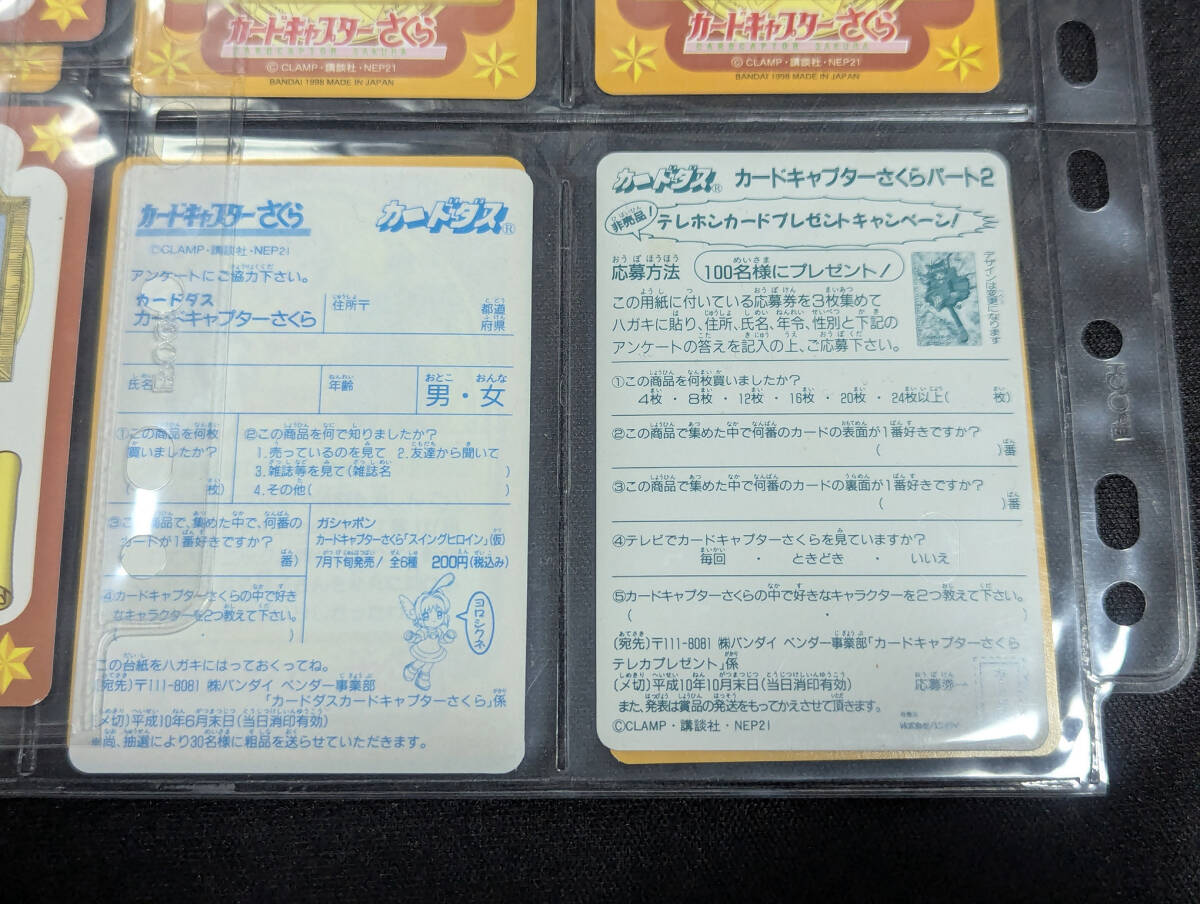 カードキャプターさくら
CARDCAPTOR SAKURA
© CLAMP・講談社・NEP21
BANDAI 1998 MADE IN JAPAN
カードキャプターさくら
CARDCAPTOR SAKURA
© CLAMP・講談社・NEP21
BANDAI 1998 MADE IN JAPAN
カードキャプターさくら
カードダス®
©CLAMP・講談社・NEP21
アンケートにご協力下さい。
カードダス
カードキャプターさくら
住所〒
都道
府県
氏名
年齢
男・女
①この商品を何枚
買いましたか?
( 枚)
②この商品を何で知りましたか?
1.売っているのを見て 2.友達から聞いて
3.雑誌等を見て(雑誌名 )
4.その他( )
③この商品で、集めた中で、何番の
カードが1番好きですか?
番)
ガシャポン
カードキャプターさくら「スイングヒロイン」(仮)
7月下旬発売! 全6種 200円(税込み)
④カードキャプターさくらの中で好き
なキャラクターを2つ教えて下さい。
( )
ヨロシクネ
この台紙をハガキにはっておくってね。
(宛先)〒111-8081 ㈱バンダイ ベンダー事業部
「カードダスカードキャプターさくら」係
(〆切)平成10年6月末日(当日消印有効)
※尚、抽選により30名様に粗品を送らせていただきます。
カードダス® カードキャプターさくらパート2
非売品! テレホンカードプレゼントキャンペーン!
応募方法 100名様にプレゼント!
この用紙に付いている応募券を3枚集めて
ハガキに貼り、住所、氏名、年令、性別と下記の
アンケートの答えを記入の上、ご応募下さい。
デザインは変更になります
①この商品を何枚買いましたか?
4枚・8枚・12枚・16枚・20枚・24枚以上( 枚)
②この商品で集めた中で何番のカードの表面が1番好きですか?
( )番
③この商品で集めた中で何番のカードの裏面が1番好きですか?
( )番
④テレビでカードキャプターさくらを見ていますか?
毎回 ・ ときどき ・ いいえ
⑤カードキャプターさくらの中で好きなキャラクターを2つ教えて下さい。
( ・ )
(宛先)〒111-8081 ㈱バンダイ ベンダー事業部「カードキャプターさくら
テレカプレゼント」係
(〆切)平成10年10月末日(当日消印有効)
また、発表は賞品の発送をもってかえさせて頂きます。
©CLAMP・講談社・NEP21
応募券